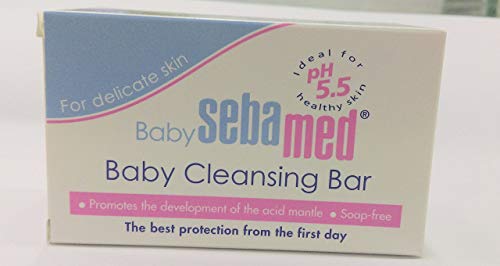 For delicate skin
Ideal for
pH
5.5
healthy skin
Baby sebamed®
Baby Cleansing Bar
• Promotes the development of the acid mantle • Soap-free
The best protection from the first day